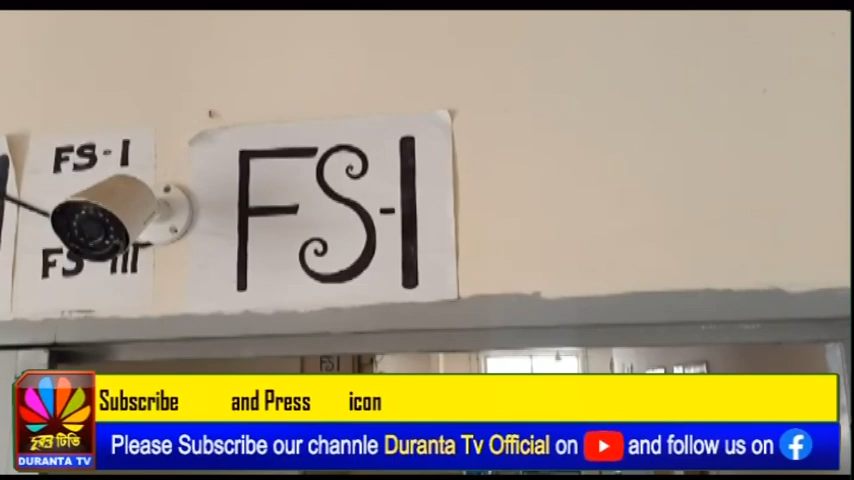 FS-I
FS-III
FS-I
FSI
Subscribe and Press icon
দুরন্ত টিভি
DURANTA TV
Please Subscribe our channle Duranta Tv Official on and follow us on